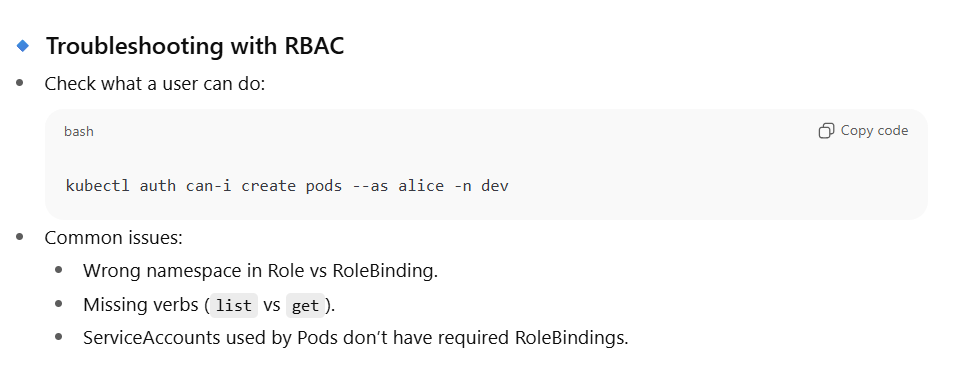 Troubleshooting with RBAC
Check what a user can do:
bash
Copy code
kubectl auth can-i create pods --as alice -n dev
Common issues:
Wrong namespace in Role vs RoleBinding.
Missing verbs (list vs get).
ServiceAccounts used by Pods don’t have required RoleBindings.